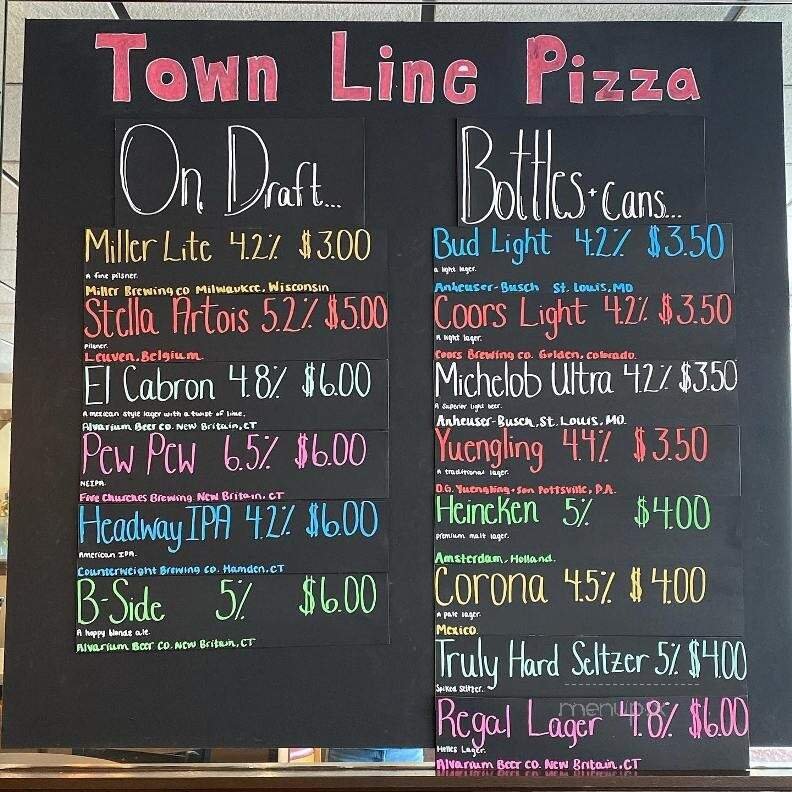 Town Line Pizza
On Draft...
Miller Lite 4.2% $3.00
A fine pilsner.
Miller Brewing co Milwaukee, Wisconsin
Stella Artois 5.2% $5.00
Pilsner.
Leuven, Belgium
El Cabron 4.8% $6.00
A mexican style lager with a twist of lime.
Alvarium Beer co. New Britain, CT
Pew Pew 6.5% $6.00
NEIPA
Five Churches Brewing New Britain, CT
Headway IPA 4.2% $6.00
American IPA.
Counterweight Brewing co. Hamden, CT
B-Side 5% $6.00
A hoppy blonde ale.
Alvarium Beer co. New Britain, CT
Bottles + cans...
Bud Light 4.2% $3.50
a light lager.
Anheuser-Busch St. Louis, MO
Coors Light 4.2% $3.50
A light lager.
Coors Brewing co. Golden, colorado.
Michelob Ultra 4.2% $3.50
A superior light beer.
Anheuser-Busch, St. Louis, MO.
Yuengling 4.4% $3.50
A traditional lager.
D.G. Yuengling + Son Pottsville, P.A.
Heineken 5% $4.00
premium malt lager.
Amsterdam, Holland.
Corona 4.5% $4.00
A pale lager.
Mexico.
Truly Hard Seltzer 5% $4.00
Spiked seltzer.
Regal Lager 4.8% $6.00
Helles Lager.
Alvarium Beer co. New Britain, CT